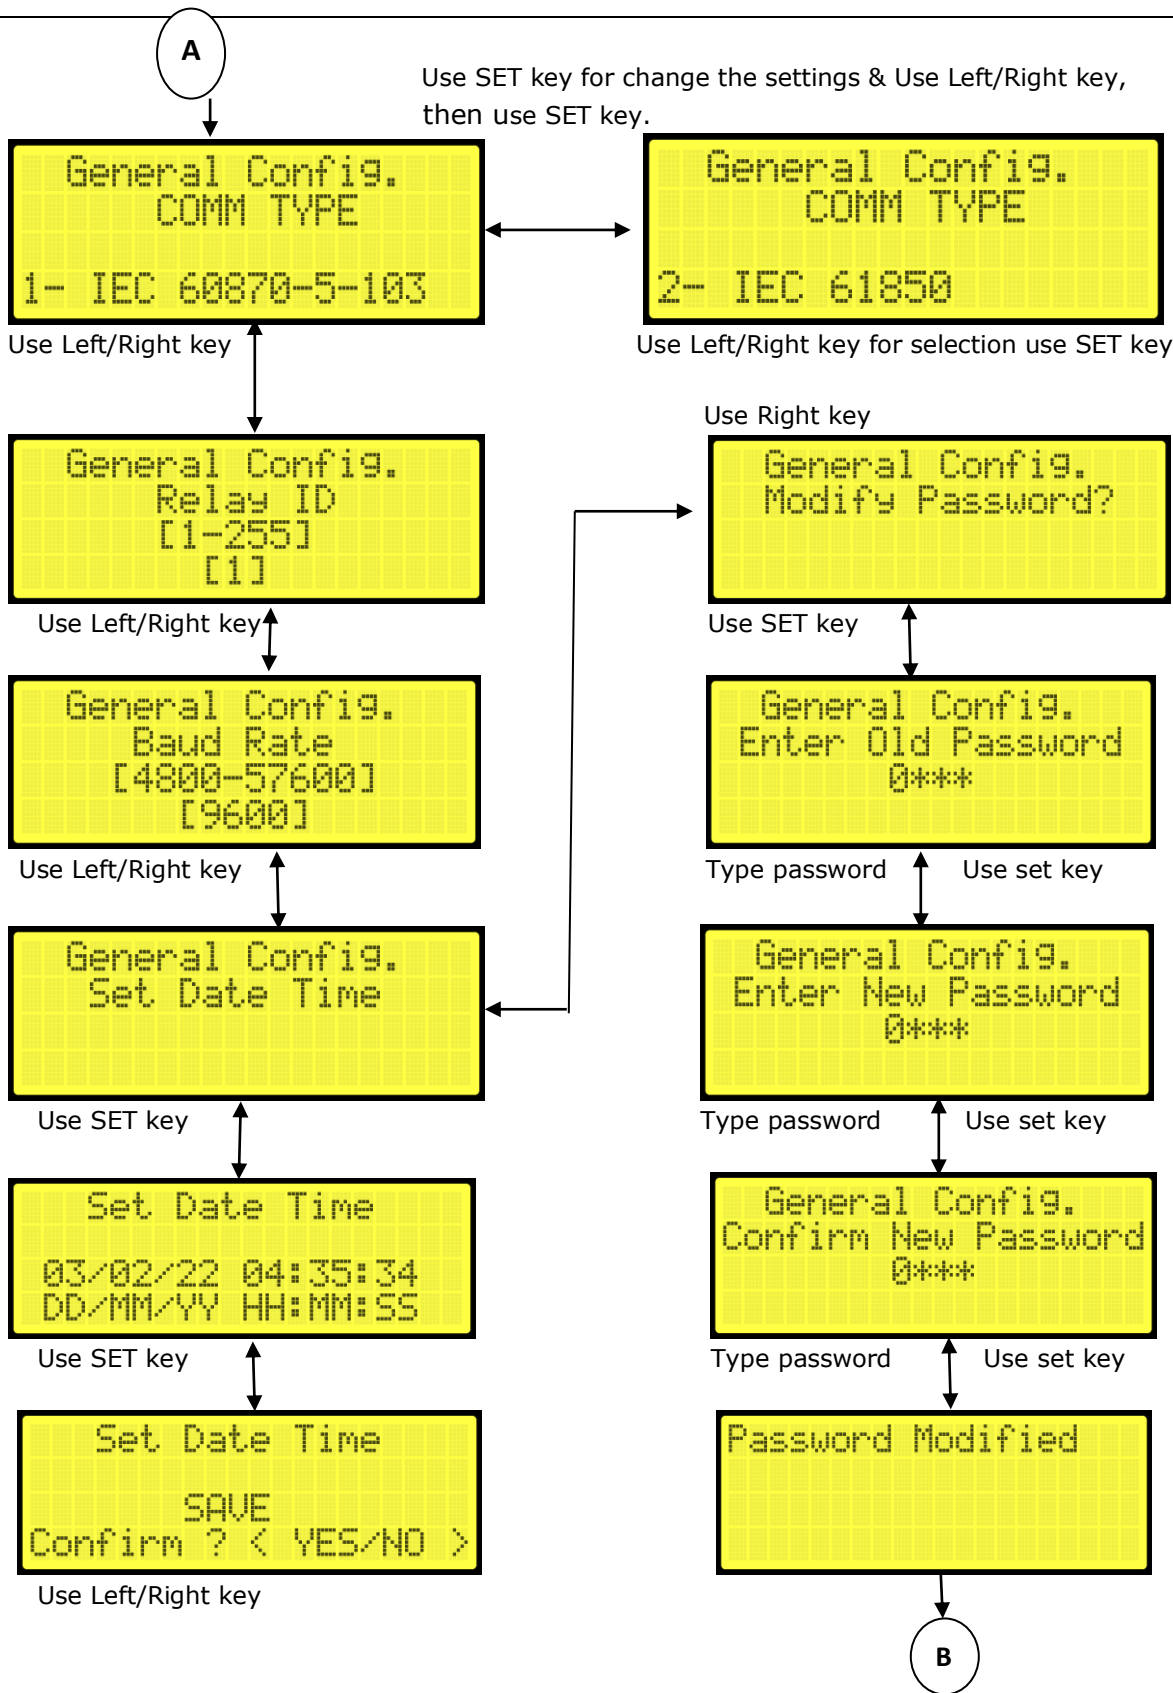 A
Use SET key for change the settings & Use Left/Right key,
then use SET key.
General Config.
COMM TYPE
1- IEC 60870-5-103
Use Left/Right key
General Config.
COMM TYPE
2- IEC 61850
Use Left/Right key for selection use SET key
General Config.
Relay ID
[1-255]
[1]
Use Left/Right key
General Config.
Baud Rate
[4800-57600]
[9600]
Use Left/Right key
General Config.
Set Date Time
Use SET key
Set Date Time
03/02/22 04:35:34
DD/MM/YY HH:MM:SS
Use SET key
Set Date Time
SAVE
Confirm ? < YES/NO >
Use Left/Right key
Use Right key
General Config.
Modify Password?
Use SET key
General Config.
Enter Old Password
0***
Type password Use set key
General Config.
Enter New Password
0***
Type password Use set key
General Config.
Confirm New Password
0***
Type password Use set key
Password Modified
B